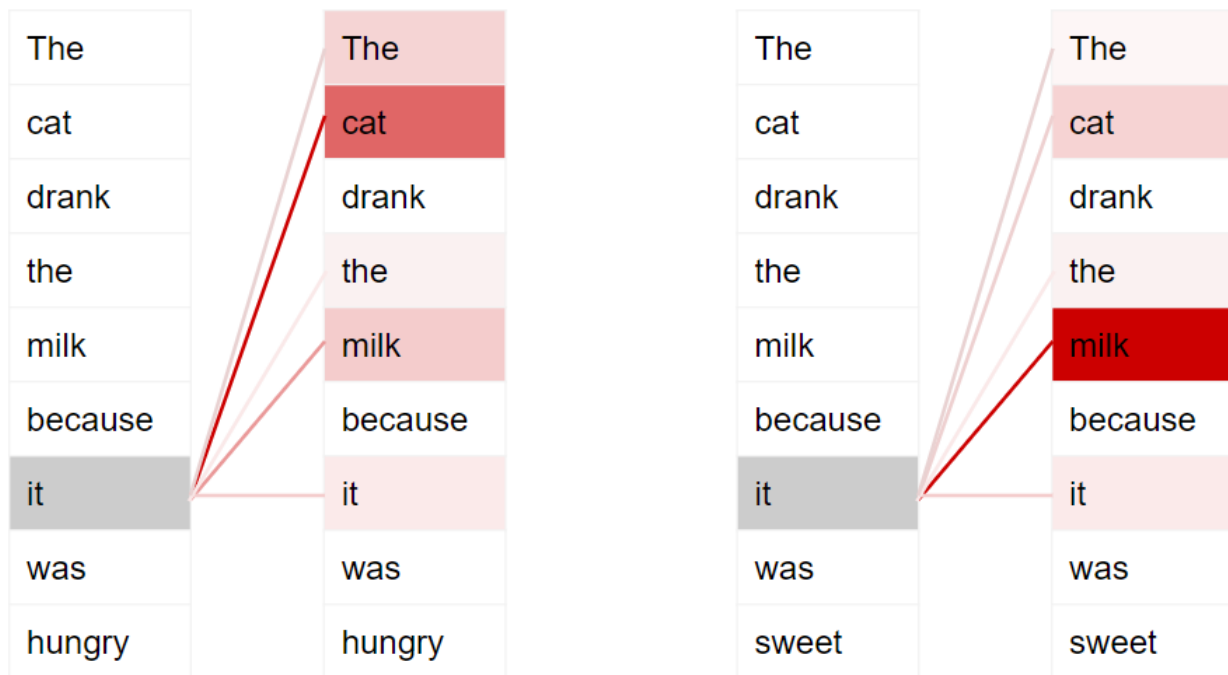 The The The The
cat cat cat cat
drank drank drank drank
the the the the
milk milk milk milk
because because because because
it it it it
was was was was
hungry hungry sweet sweet